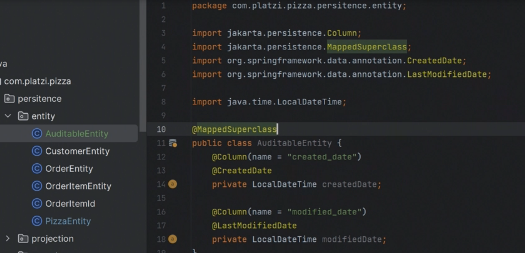 va
com.platzi.pizza
persitence
entity
AuditableEntity
CustomerEntity
OrderEntity
OrderItemEntity
OrderItemId
PizzaEntity
projection
1 package com.platzi.pizza.persitence.entity;
2
3 import jakarta.persistence.Column;
4 import jakarta.persistence.MappedSuperclass;
5 import org.springframework.data.annotation.CreatedDate;
6 import org.springframework.data.annotation.LastModifiedDate;
7
8 import java.time.LocalDateTime;
9
10 @MappedSuperclass
11 public class AuditableEntity {
12 @Column(name = "created_date")
13 @CreatedDate
14 private LocalDateTime createdDate;
15
16 @Column(name = "modified_date")
17 @LastModifiedDate
18 private LocalDateTime modifiedDate;